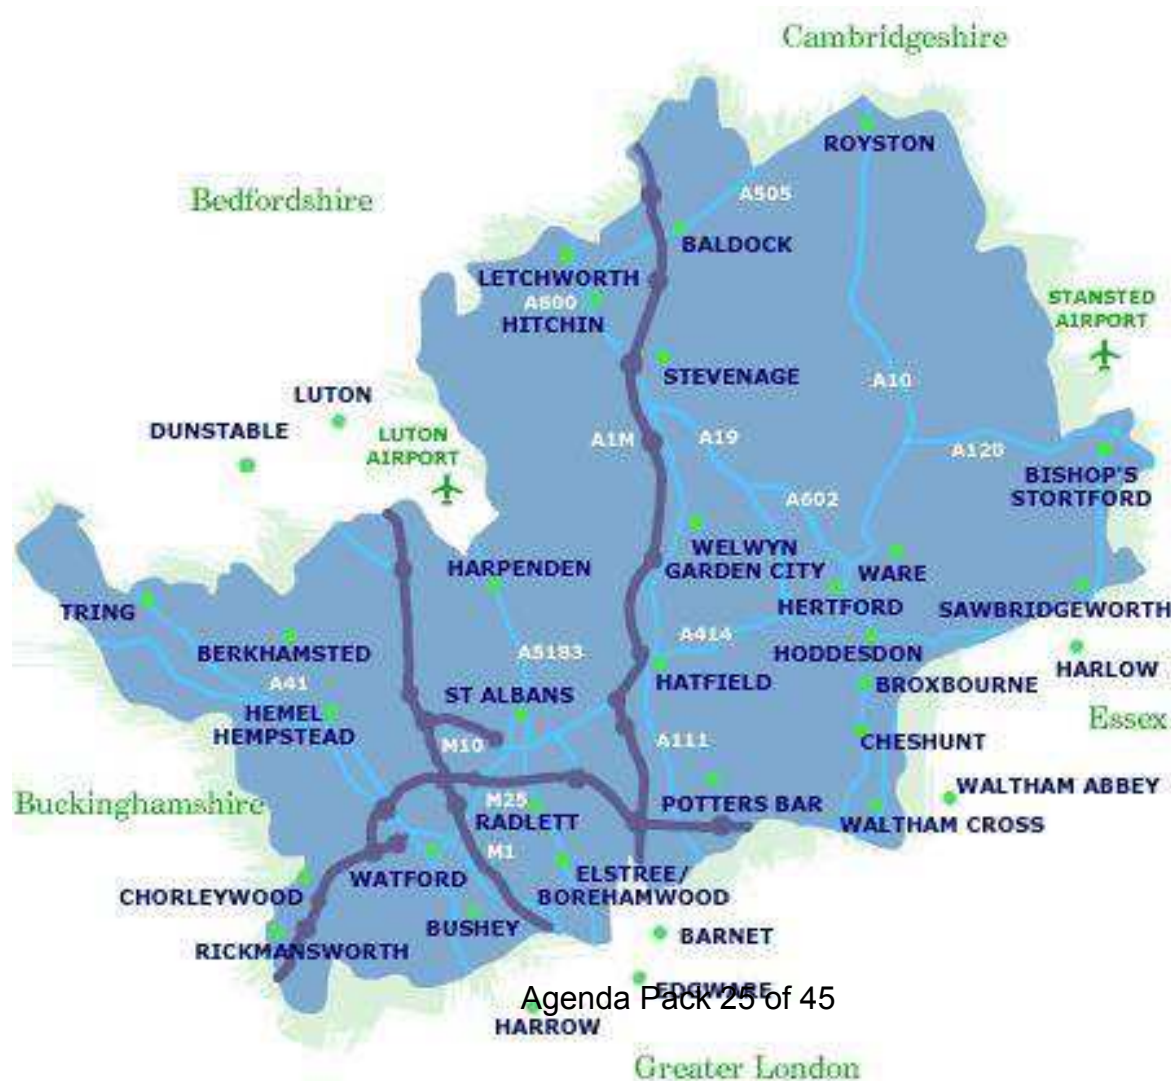 Cambridgeshire
ROYSTON
Bedfordshire
A505
BALDOCK
LETCHWORTH
A600
HITCHIN
STANSTED
AIRPORT
STEVENAGE
A10
LUTON
DUNSTABLE
LUTON
AIRPORT
A1M
A19
A120
BISHOP'S
STORTFORD
A602
WELWYN
GARDEN CITY
WARE
HARPENDEN
HERTFORD
SAWBRIDGEWORTH
TRING
A414
BERKHAMSTED
A5183
HODDESDON
HARLOW
A41
ST ALBANS
HATFIELD
BROXBOURNE
HEMEL
HEMPSTEAD
Essex
M10
A111
CHESHUNT
Buckinghamshire
M25
RADLETT
POTTERS BAR
WALTHAM ABBEY
WALTHAM CROSS
M1
WATFORD
ELSTREE/
BOREHAMWOOD
CHORLEYWOOD
BUSHEY
RICKMANSWORTH
BARNET
EDGWARE
Agenda Pack 25 of 45
HARROW
Greater London